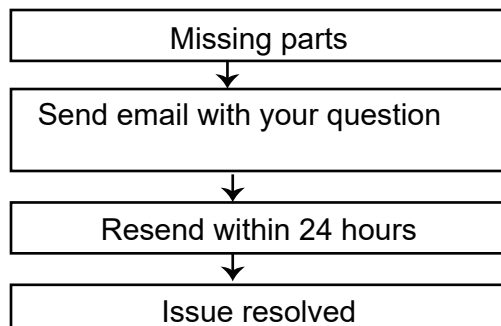 Missing parts
Send email with your question
Resend within 24 hours
Issue resolved